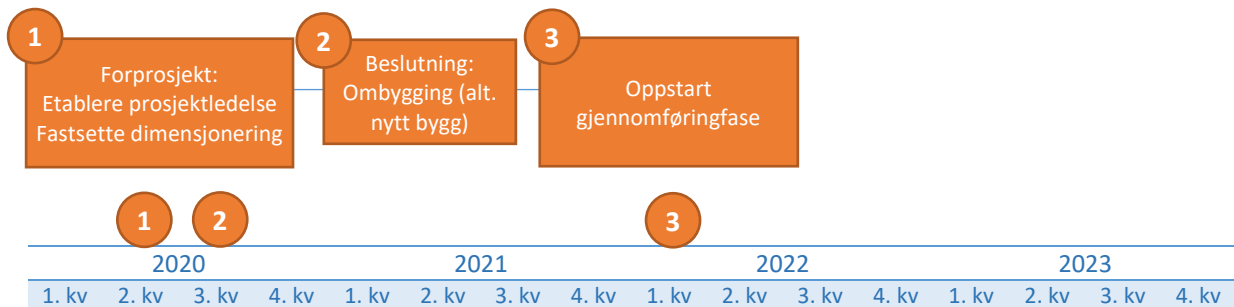 1
Forprosjekt:
Etablere prosjektledelse
Fastsette dimensjonering
2
Beslutning:
Ombygging (alt.
nytt bygg)
3
Oppstart
gjennomføringfase
1 2 3
2020 2021 2022 2023
1. kv 2. kv 3. kv 4. kv 1. kv 2. kv 3. kv 4. kv 1. kv 2. kv 3. kv 4. kv 1. kv 2. kv 3. kv 4. kv